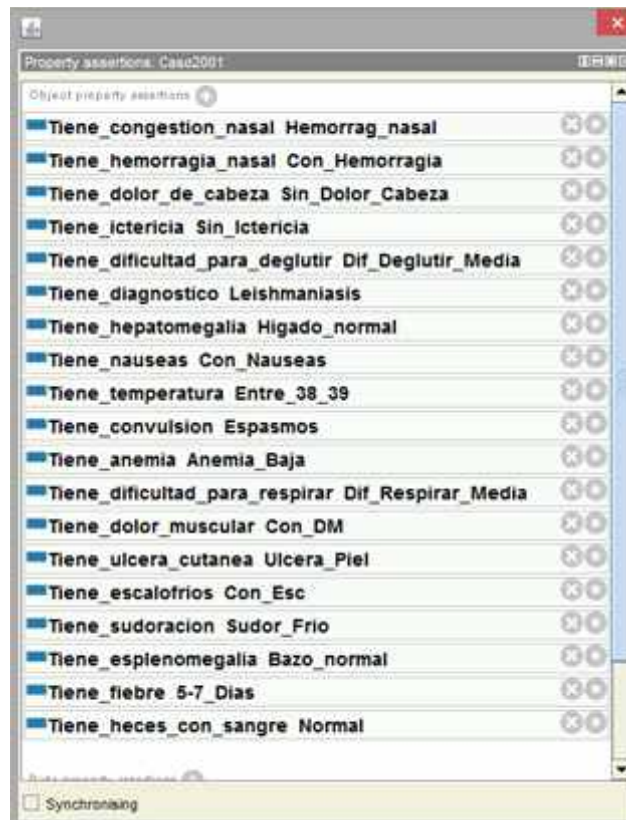 Property assertions: Caso2001
Object property assertions
Tiene_congestion_nasal Hemorrag_nasal
Tiene_hemorragia_nasal Con_Hemorragia
Tiene_dolor_de_cabeza Sin_Dolor_Cabeza
Tiene_ictericia Sin_Ictericia
Tiene_dificultad_para_deglutir Dif_Deglutir_Media
Tiene_diagnostico Leishmaniasis
Tiene_hepatomegalia Higado_normal
Tiene_nauseas Con_Nauseas
Tiene_temperatura Entre_38_39
Tiene_convulsion Espasmos
Tiene_anemia Anemia_Baja
Tiene_dificultad_para_respirar Dif_Respirar_Media
Tiene_dolor_muscular Con_DM
Tiene_ulcera_cutanea Ulcera_Piel
Tiene_escalofrios Con_Esc
Tiene_sudoracion Sudor_Frio
Tiene_esplenomegalia Bazo_normal
Tiene_fiebre 5-7_Dias
Tiene_heces_con_sangre Normal
Synchronising